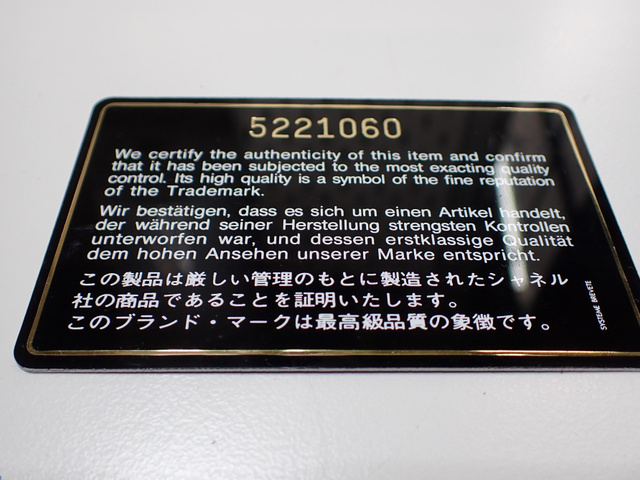 5221060
We certify the authenticity of this item and confirm
that it has been subjected to the most exacting quality
control. Its high quality is a symbol of the fine reputation
of the Trademark.
Wir bestätigen, dass es sich um einen Artikel handelt,
der während seiner Herstellung strengsten Kontrollen
unterworfen war, und dessen erstklassige Qualität
dem hohen Ansehen unserer Marke entspricht.
この製品は厳しい管理のもとに製造されたシャネル
社の商品であることを証明いたします。
このブランド・マークは最高級品質の象徴です。
SYSTEME BREVETE